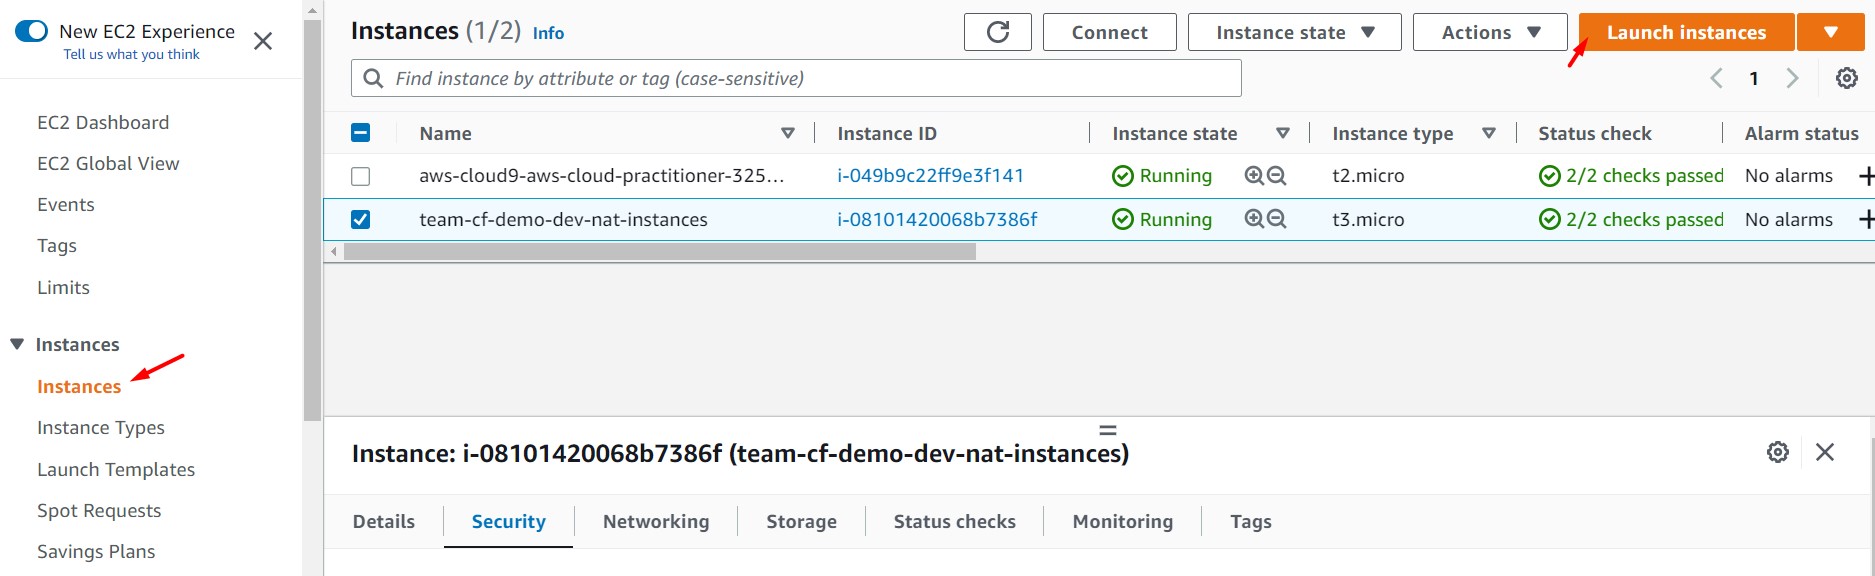 New EC2 Experience
Tell us what you think
EC2 Dashboard
EC2 Global View
Events
Tags
Limits
Instances
Instances
Instance Types
Launch Templates
Spot Requests
Savings Plans
Instances (1/2) Info
Connect
Instance state
Actions
Launch instances
Find instance by attribute or tag (case-sensitive)
1
Name Instance ID Instance state Instance type Status check Alarm status
aws-cloud9-aws-cloud-practitioner-325... i-049b9c22ff9e3f141 Running t2.micro 2/2 checks passed No alarms
team-cf-demo-dev-nat-instances i-08101420068b7386f Running t3.micro 2/2 checks passed No alarms
Instance: i-08101420068b7386f (team-cf-demo-dev-nat-instances)
Details Security Networking Storage Status checks Monitoring Tags